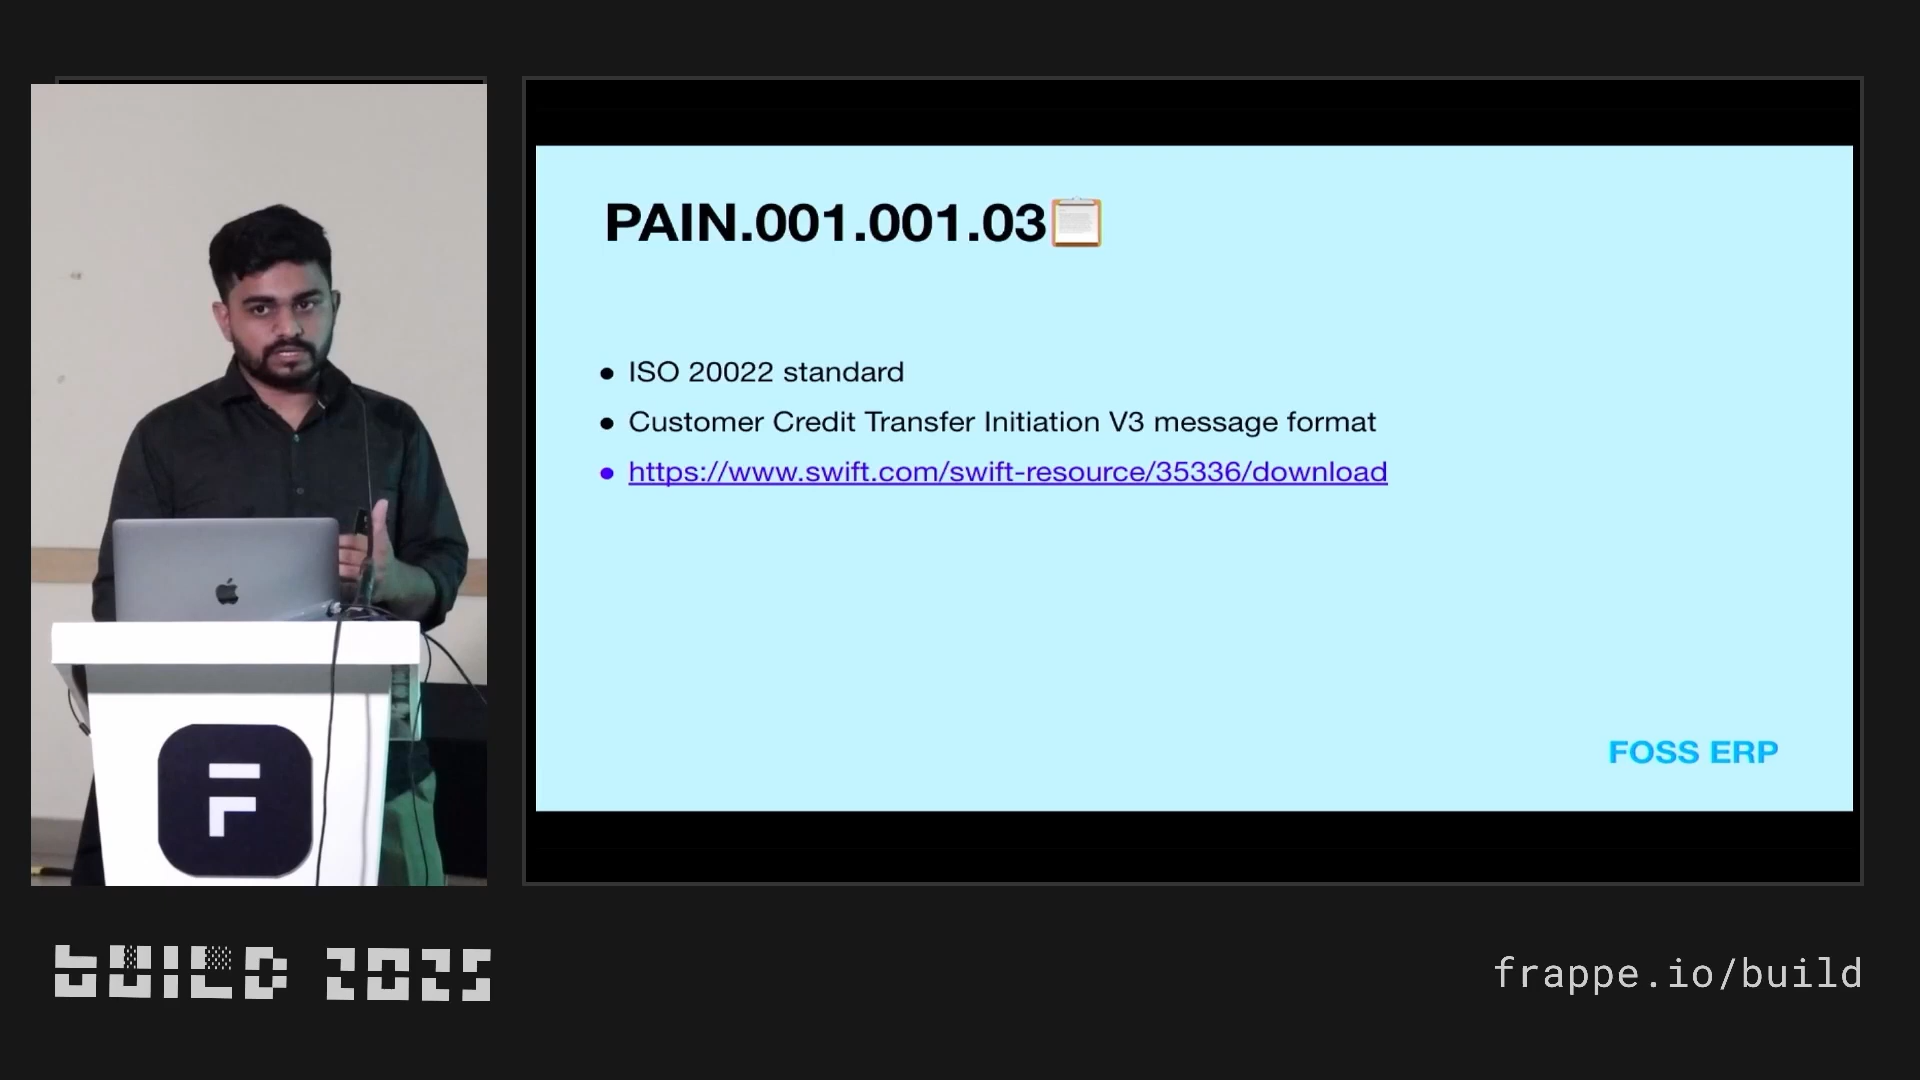 PAIN.001.001.03
• ISO 20022 standard
• Customer Credit Transfer Initiation V3 message format
• https://www.swift.com/swift-resource/35336/download
FOSS ERP
BUILD 2025
frappe.io/build